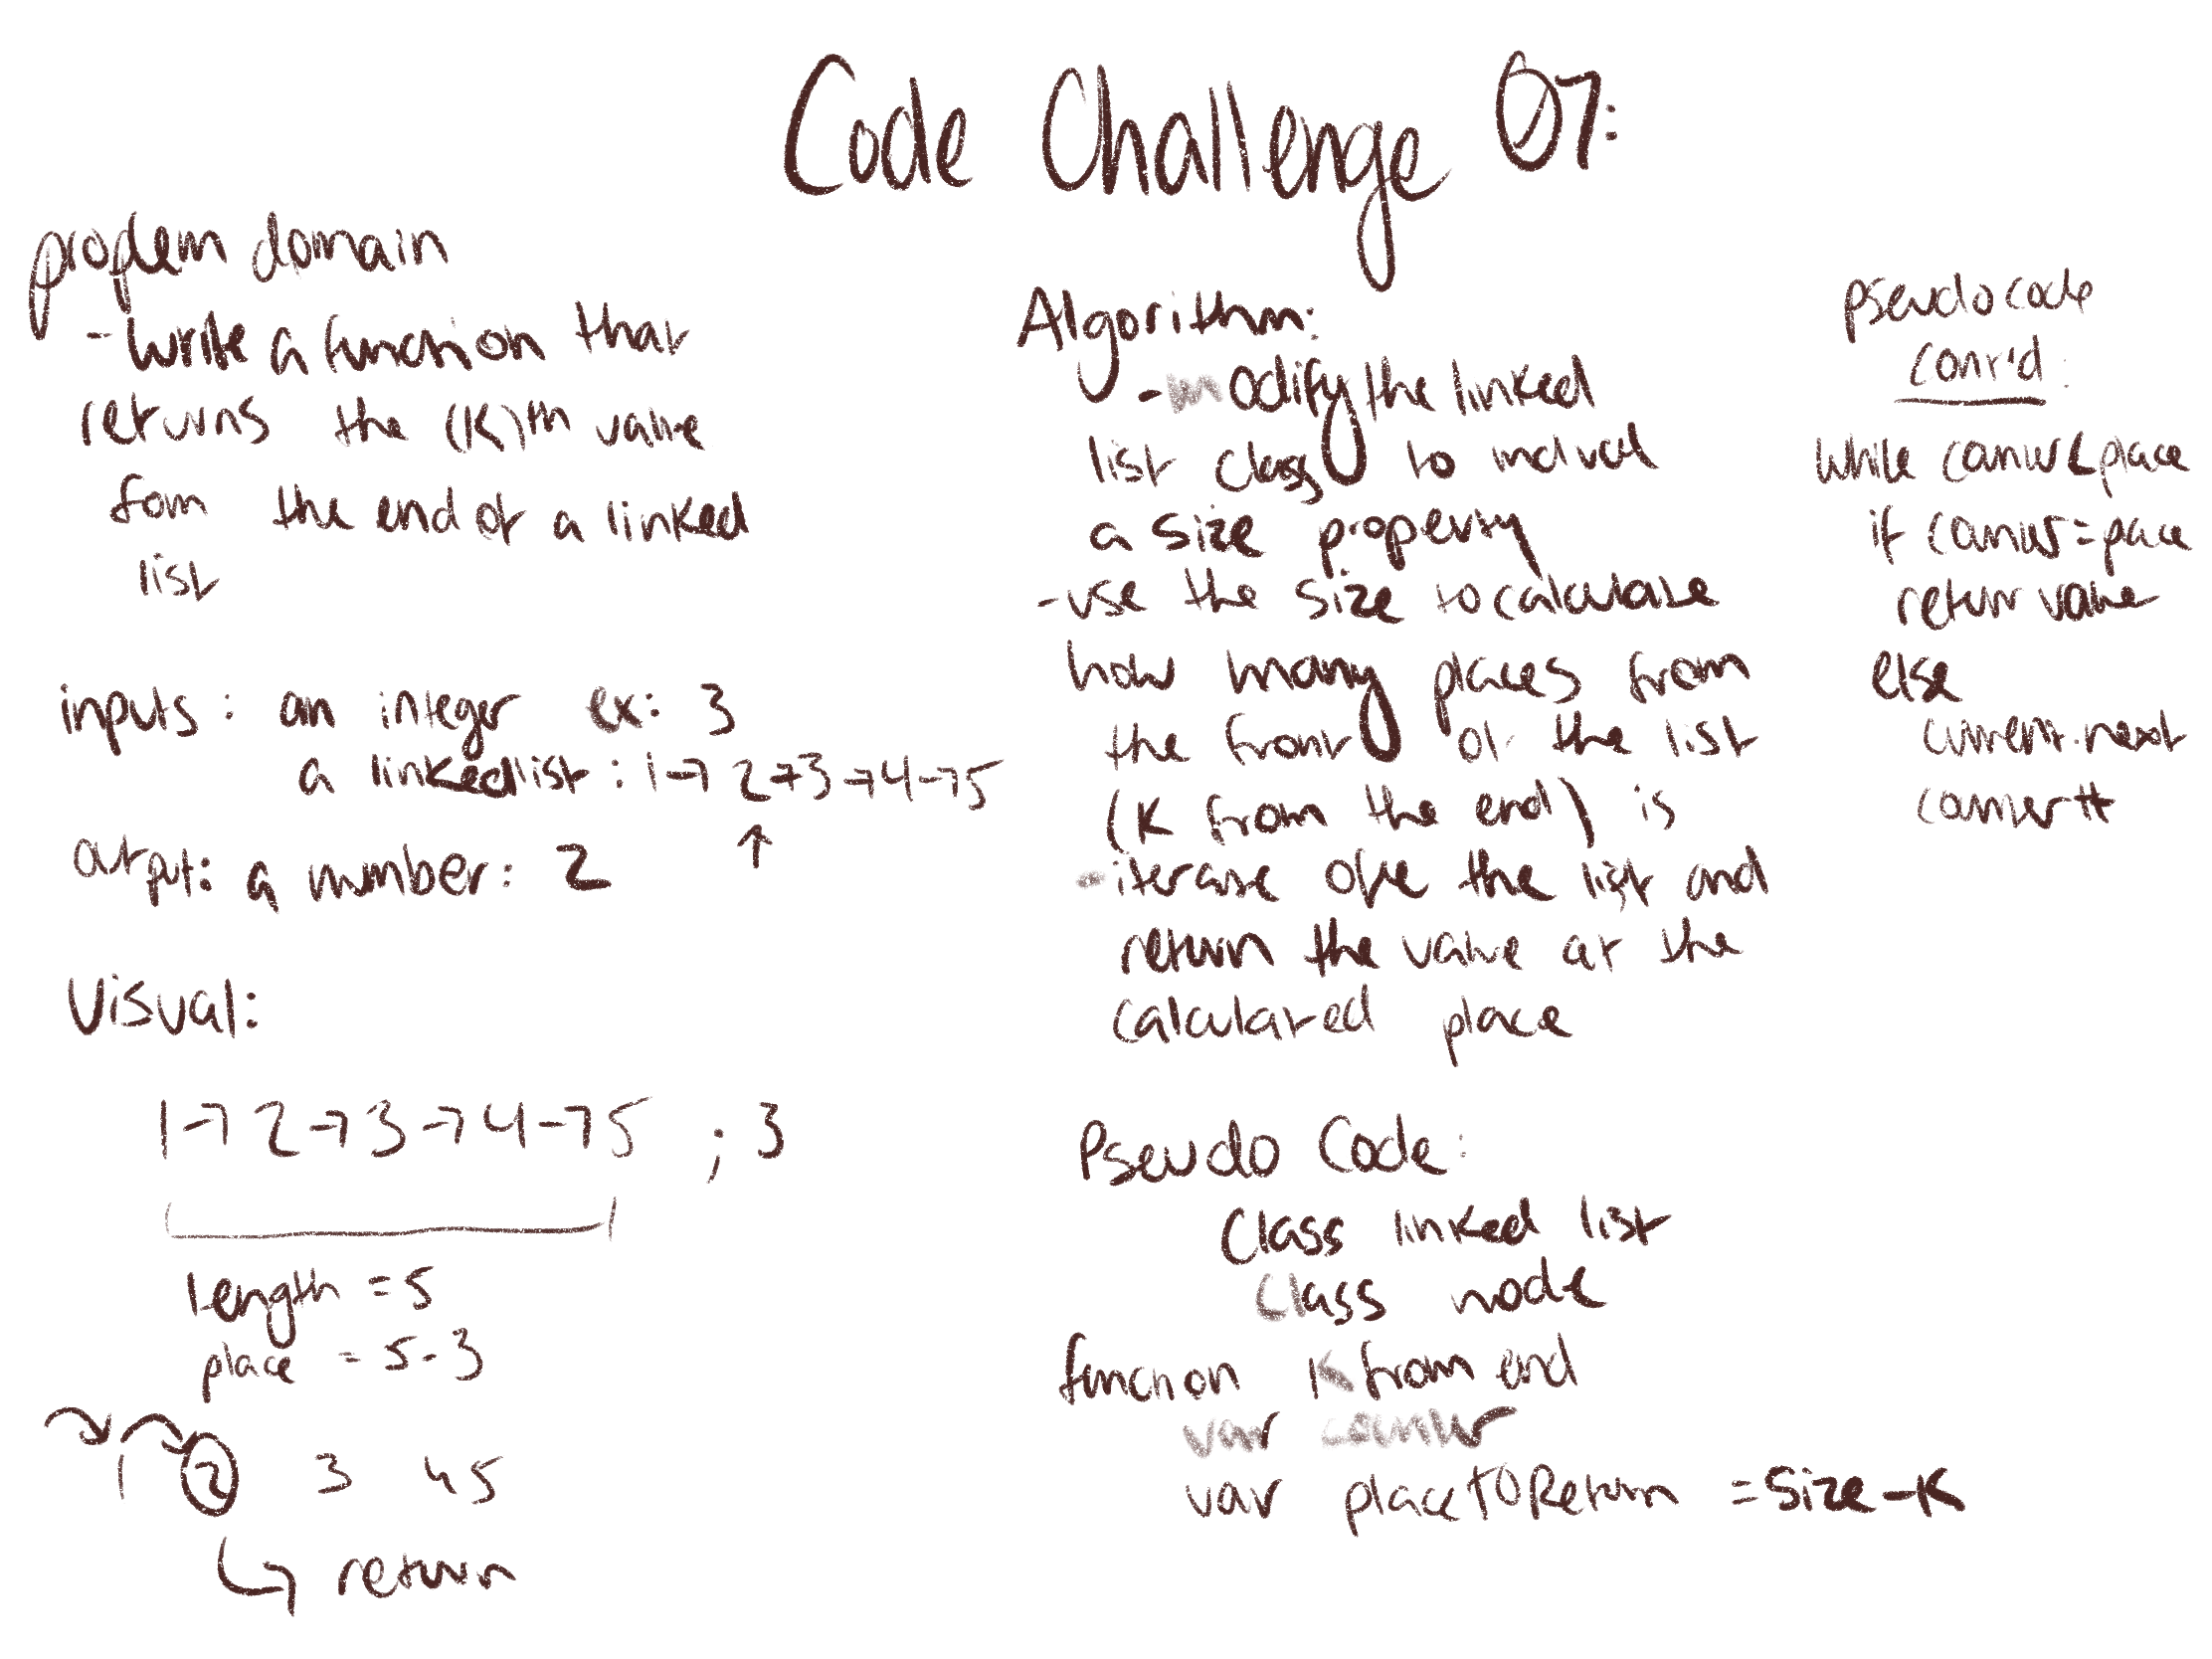 Code Challenge 07:
problem domain
- write a function that
returns the (K)th value
fom the end of a linked
list
inputs: an integer ex: 3
a linkedlist: 1→2→3→4→5
↑
output: a number: 2
Visual:
1→2→3→4→5 ; 3
length = 5
place = 5-3
1 2 3 4 5
return
Algorithm:
- modify the linked
list class to
a size property
- use the size to calculate
how many places from
the front of the list
(K from the end) is
- iterate the list and
return the value at the
calculated place
Pseudo Code:
Class linked list
Class node
function K from end
var counter
var placeTOReturn = Size - K
pseudo code
cont'd:
while counter < place
if counter = pace
return value
else
current.next
counter++